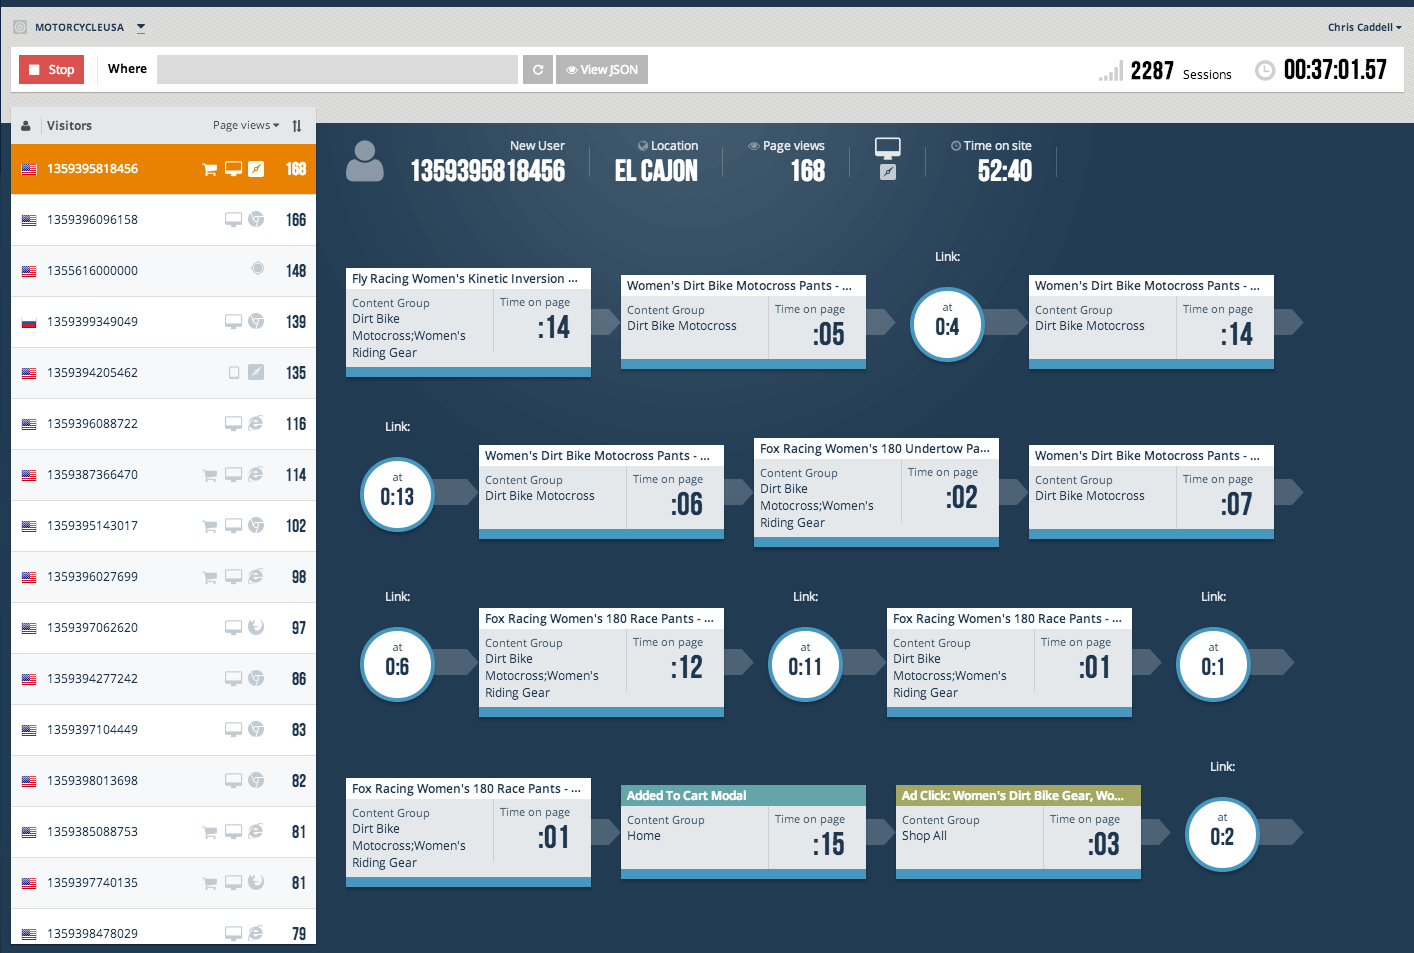 MOTORCYCLEUSA
Chris Caddell
Stop
Where
View JSON
2287 Sessions
00:37:01.57
Visitors
Page views
1359395818456 168
1359396096158 166
1355616000000 148
1359399349049 139
1359394205462 135
1359396088722 116
1359387366470 114
1359395143017 102
1359396027699 98
1359397062620 97
1359394277242 86
1359397104449 83
1359398013698 82
1359385088753 81
1359397740135 81
1359398478029 79
New User
1359395818456
Location
EL CAJON
Page views
168
Time on site
52:40
Fly Racing Women's Kinetic Inversion ...
Content Group
Dirt Bike
Motocross;Women's
Riding Gear
Time on page
:14
Women's Dirt Bike Motocross Pants - ...
Content Group
Dirt Bike Motocross
Time on page
:05
Link:
at
0:4
Women's Dirt Bike Motocross Pants - ...
Content Group
Dirt Bike Motocross
Time on page
:14
Link:
at
0:13
Women's Dirt Bike Motocross Pants - ...
Content Group
Dirt Bike Motocross
Time on page
:06
Fox Racing Women's 180 Undertow Pa...
Content Group
Dirt Bike
Motocross;Women's
Riding Gear
Time on page
:02
Women's Dirt Bike Motocross Pants - ...
Content Group
Dirt Bike Motocross
Time on page
:07
Link:
at
0:6
Fox Racing Women's 180 Race Pants - ...
Content Group
Dirt Bike
Motocross;Women's
Riding Gear
Time on page
:12
Link:
at
0:11
Fox Racing Women's 180 Race Pants - ...
Content Group
Dirt Bike
Motocross;Women's
Riding Gear
Time on page
:01
Link:
at
0:1
Fox Racing Women's 180 Race Pants - ...
Content Group
Dirt Bike
Motocross;Women's
Riding Gear
Time on page
:01
Added To Cart Modal
Content Group
Home
Time on page
:15
Ad Click: Women's Dirt Bike Gear, Wo...
Content Group
Shop All
Time on page
:03
Link:
at
0:2